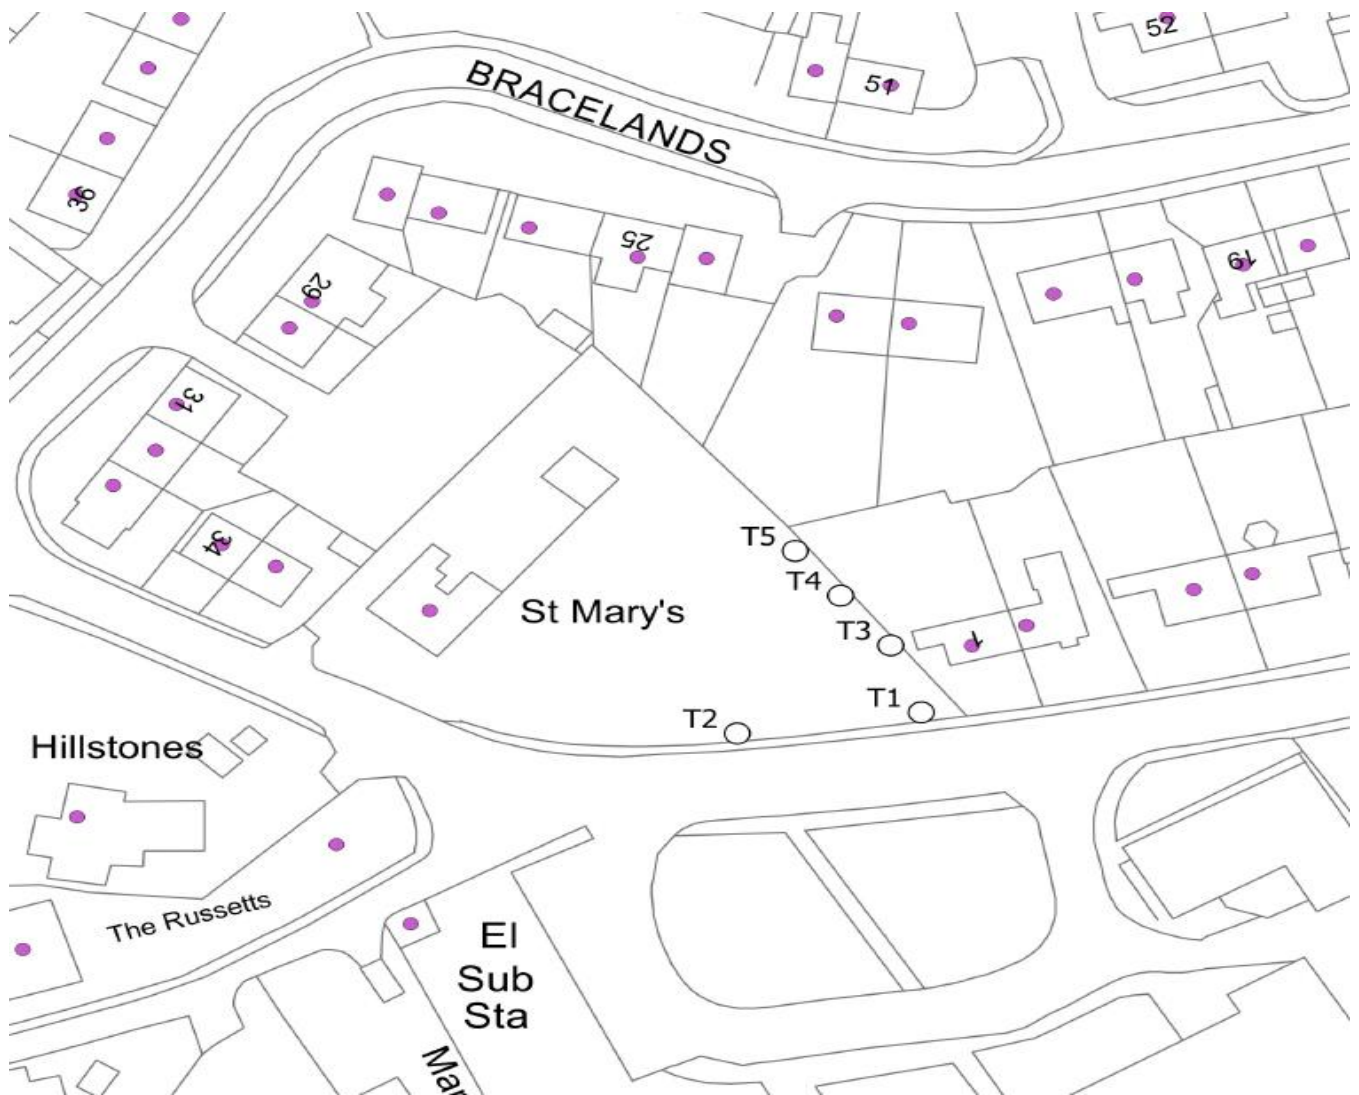 52
BRACELANDS
51
36
25
19
29
31
34
T5
T4
St Mary's
T3
1
T1
T2
Hillstones
The Russetts
El
Sub
Sta
Mar